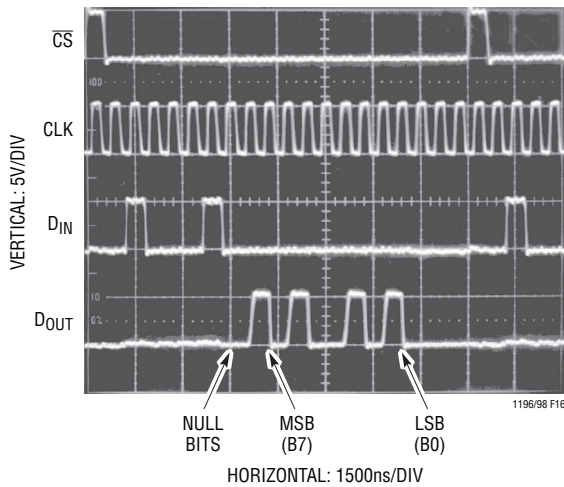 CS
CLK
DIN
DOUT
VERTICAL: 5V/DIV
100
10
0%
NULL
BITS
MSB
(B7)
LSB
(B0)
1196/98 F16
HORIZONTAL: 1500ns/DIV